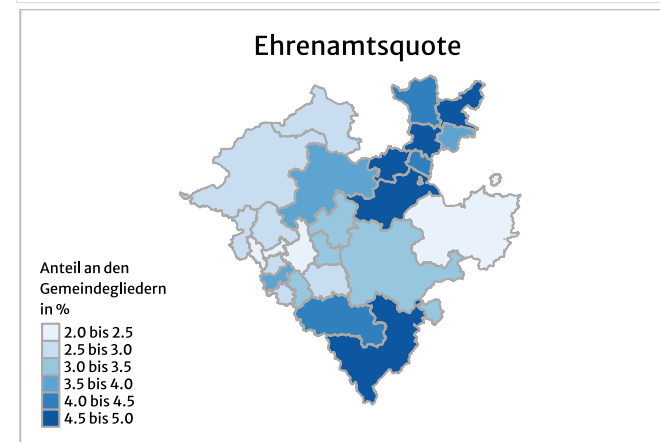 Ehrenamtsquote
Anteil an den
Gemeindegliedern
in %
2.0 bis 2.5
2.5 bis 3.0
3.0 bis 3.5
3.5 bis 4.0
4.0 bis 4.5
4.5 bis 5.0